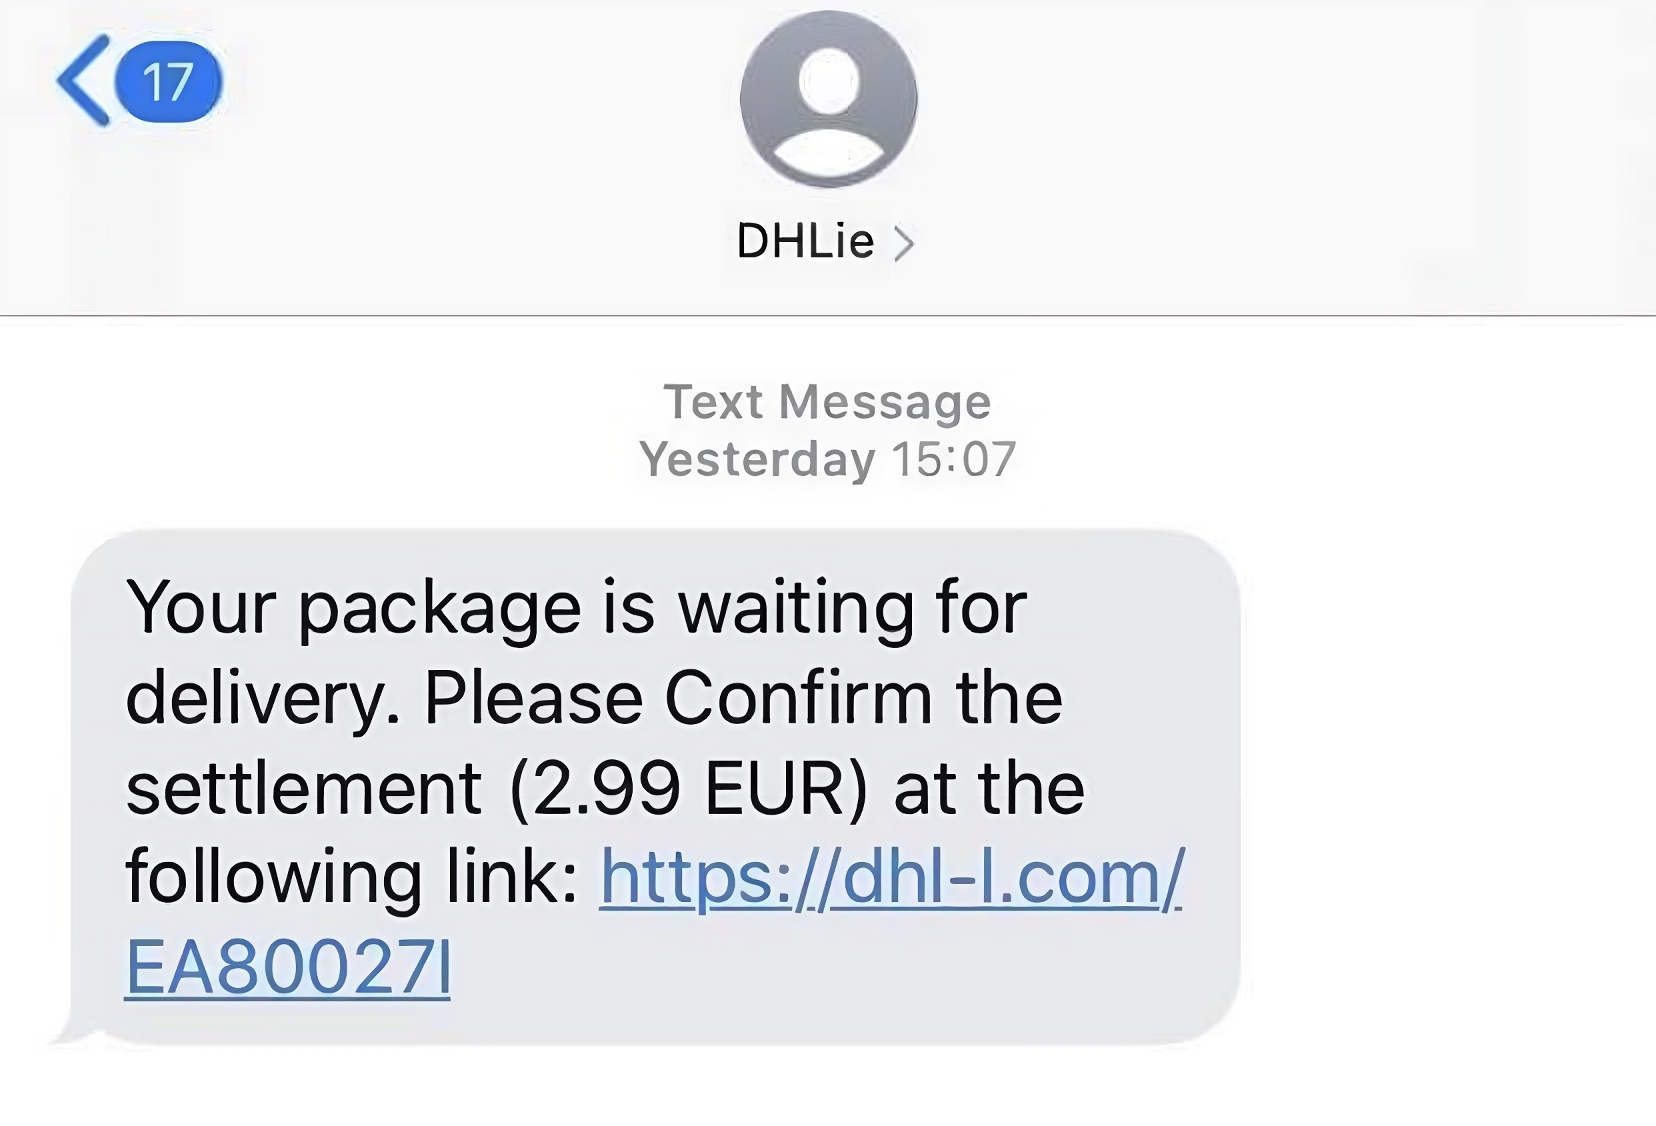 17
DHLie
Text Message
Yesterday 15:07
Your package is waiting for
delivery. Please Confirm the
settlement (2.99 EUR) at the
following link: https://dhl-l.com/
EA80027l